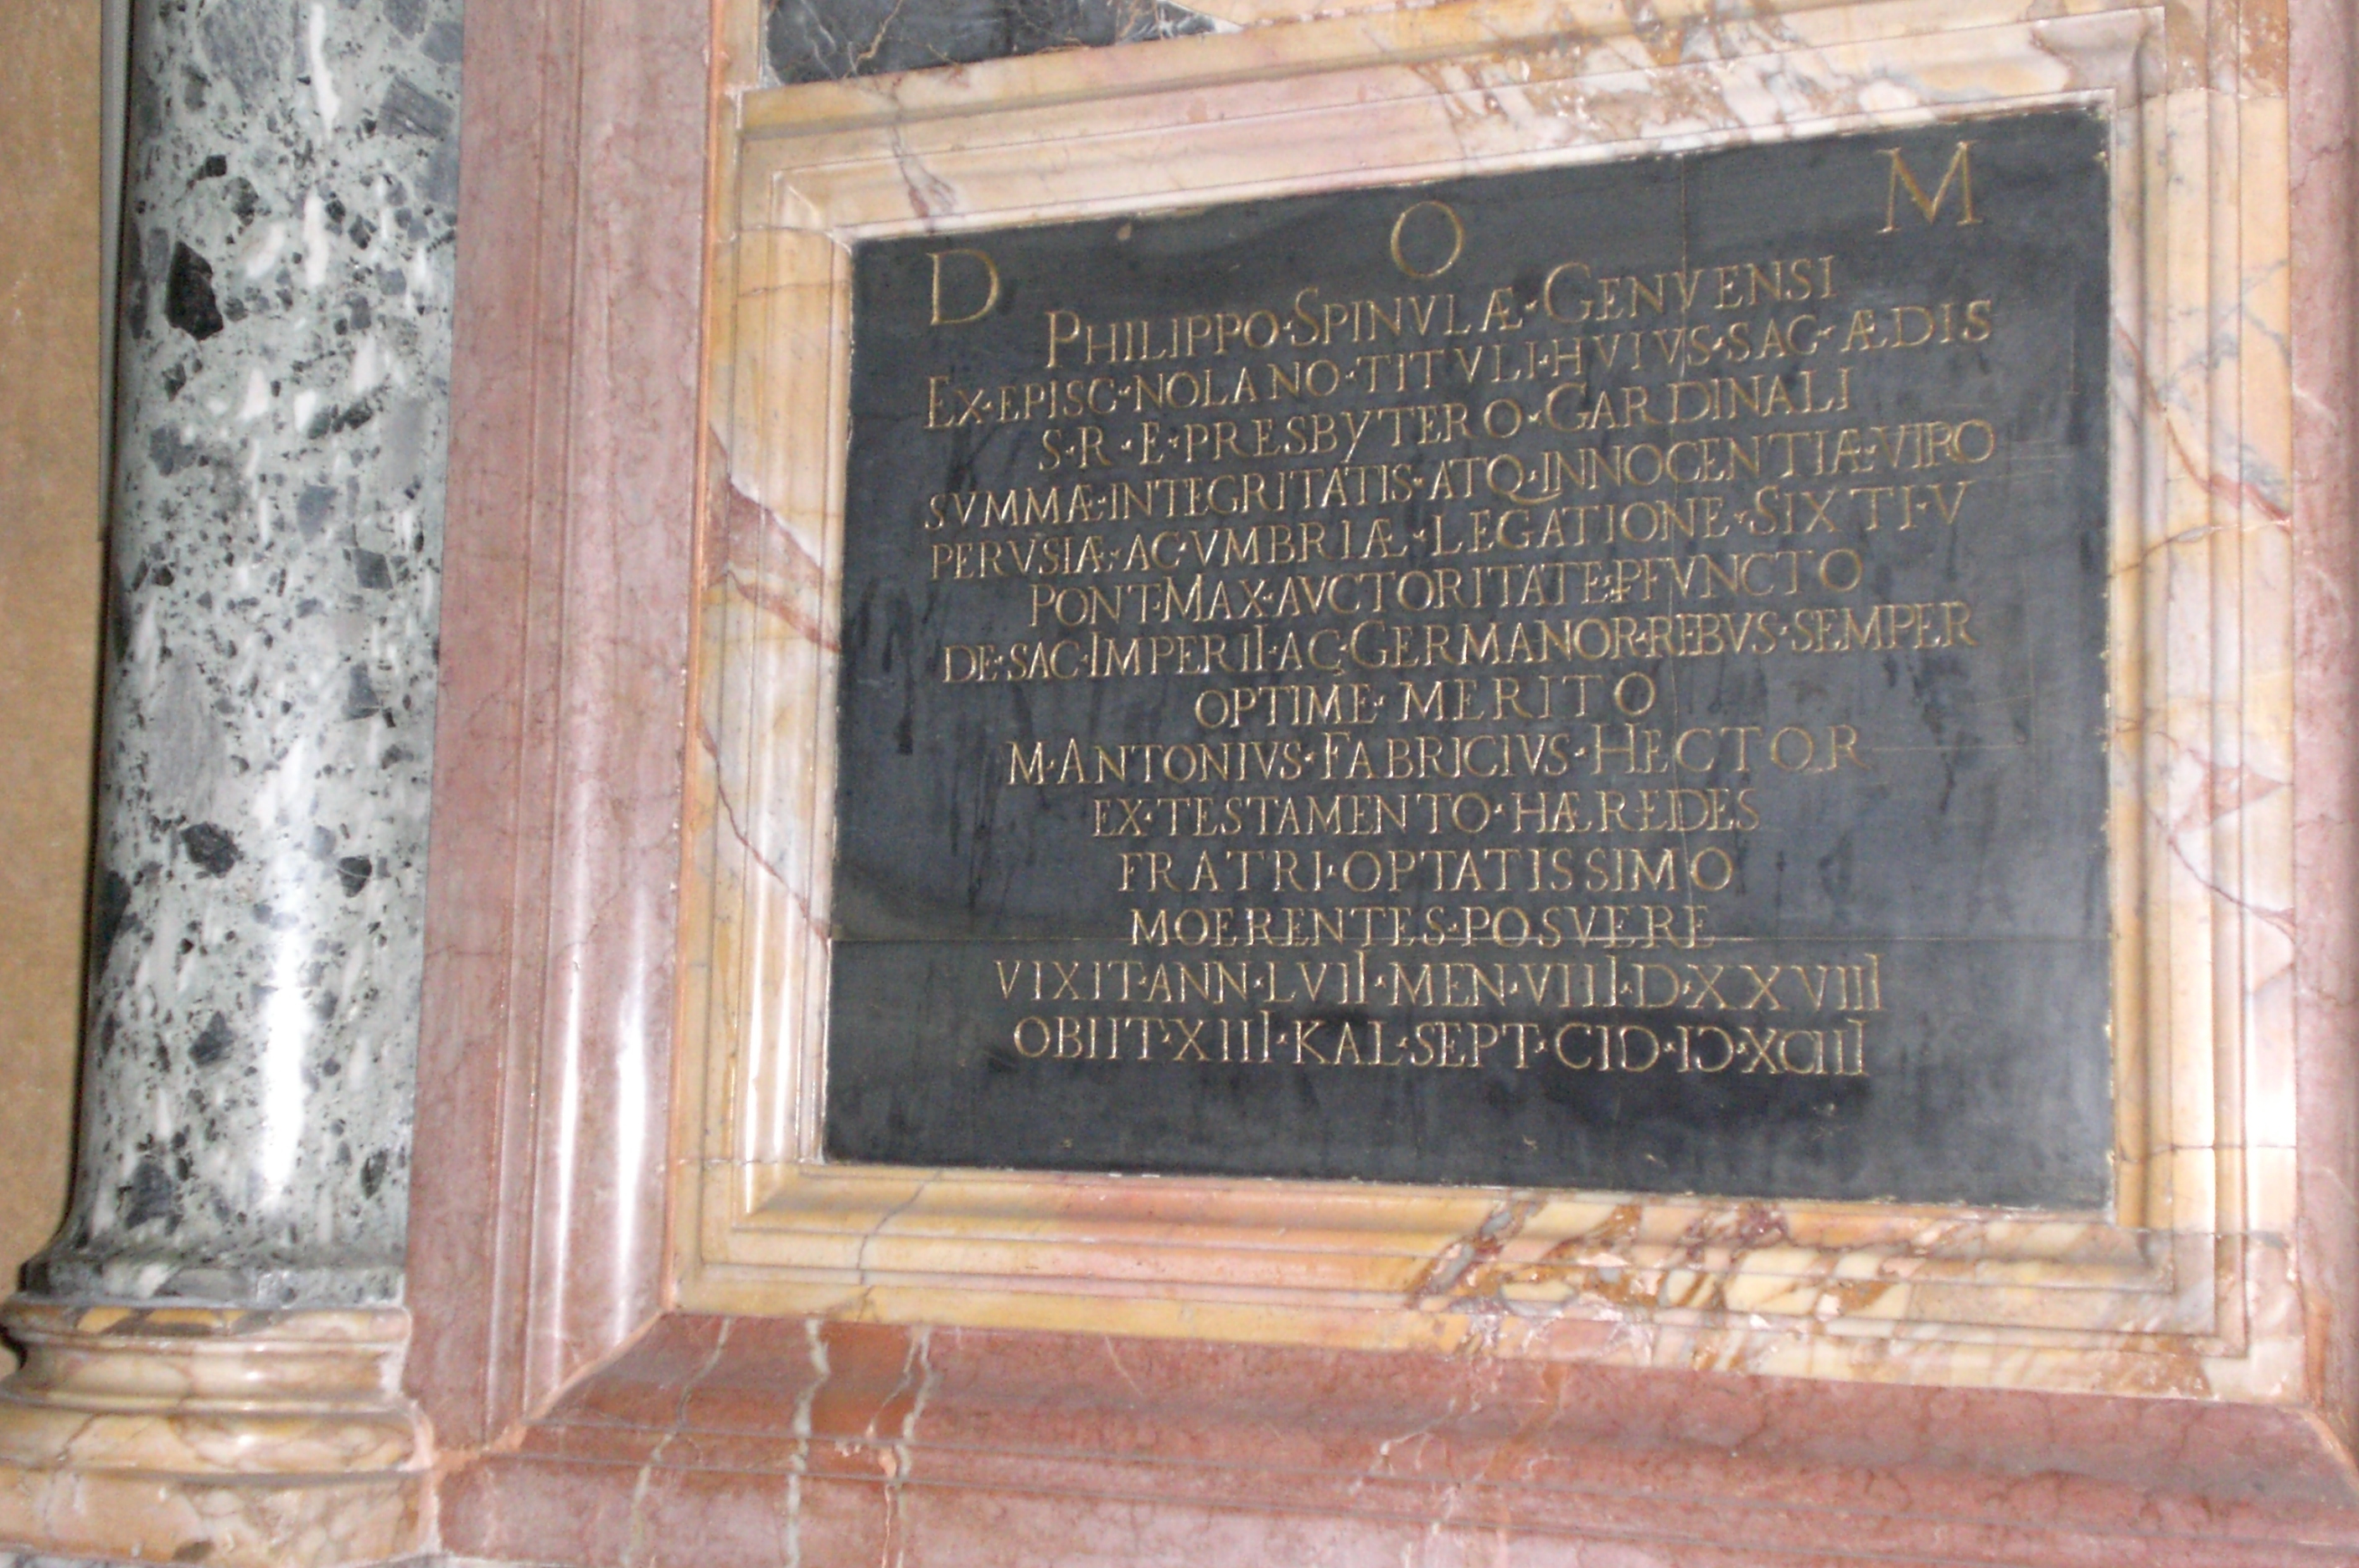 D O M
PHILIPPO·SPINVLÆ·GENVENSI
EX·EPISC·NOLANO·TITVLI·HVIVS·SAC·ÆDIS
S·R·E·PRESBYTERO·CARDINALI
SVMMÆ·INTEGRITATIS·ATQ·INNOCENTIÆ·VIRO
PERVSIÆ·AC·VMBRIÆ·LEGATIONE·SIXTI·V
PONT·MAX·AVCTORITATE·PFVNCTO
DE·SAC·IMPERII·AC·GERMANOR·REBVS·SEMPER
OPTIME·MERITO
M·ANTONIVS·FABRICIVS·HECTOR
EX·TESTAMENTO·HÆREDES
FRATRI·OPTATISSIMO
MOERENTES·POSVERE
VIXIT·ANN·LVII·MEN·VIII·D·XXVIII
OBIIT·XIII·KAL·SEPT·CIƆ·IƆ·XCIII